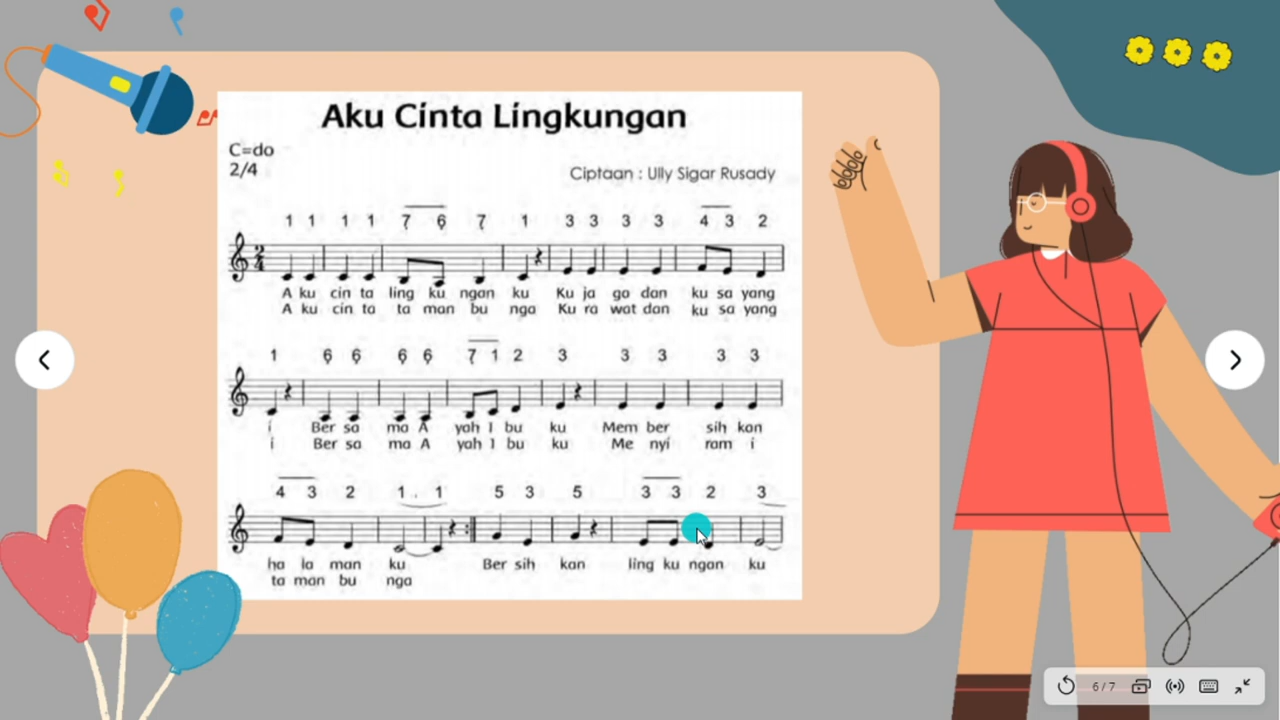 Aku Cinta Lingkungan
C=do
2/4
Ciptaan : Ully Sigar Rusady
1 1 1 1 7 6 7 1 3 3 3 3 4 3 2
2
4
A ku cin ta ling ku ngan ku Ku ja ga dan ku sa yang
A ku cin ta ta man bu nga Ku ra wat dan ku sa yang
1 6 6 6 6 7 1 2 3 3 3 3 3
i Ber sa ma A yah I bu ku Mem ber sih kan
i Ber sa ma A yah I bu ku Me nyi ram i
4 3 2 1 . 1 5 3 5 3 3 2 3
ha la man ku Ber sih kan ling ku ngan ku
ta man bu nga
6/7